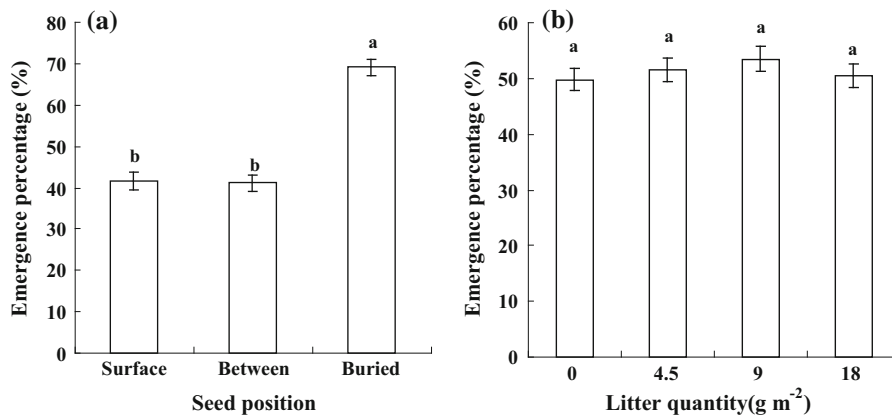 (a)
Emergence percentage (%)
80
70
60
50
40
30
20
10
0
b
b
a
Surface Between Buried
Seed position
(b)
Emergence percentage (%)
60
50
40
30
20
10
0
a
a
a
a
0 4.5 9 18
Litter quantity(g m⁻²)